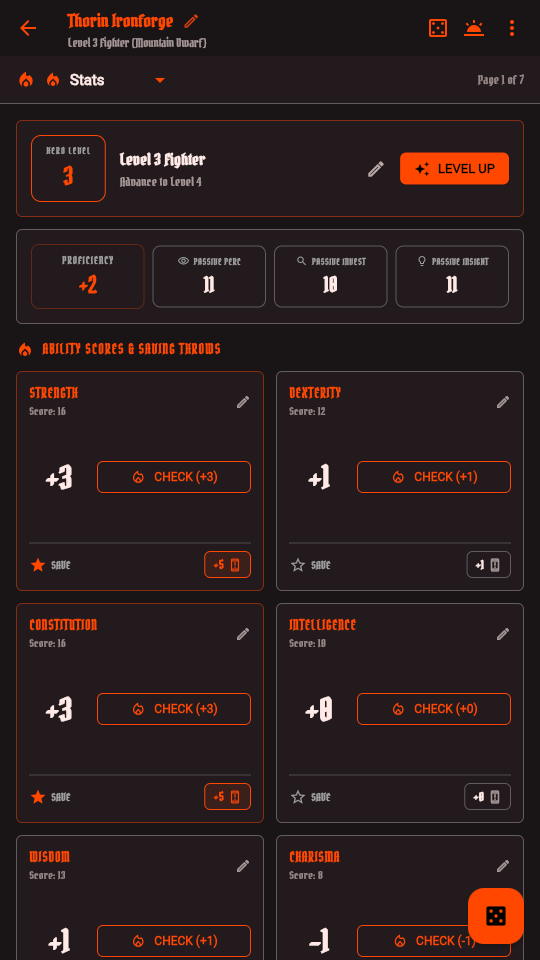 Thorin Ironforge
Level 3 Fighter (Mountain Dwarf)
Stats
Page 1 of 7
HERO LEVEL
3
Level 3 Fighter
Advance to Level 4
LEVEL UP
PROFICIENCY
+2
PASSIVE PERC
11
PASSIVE INVEST
10
PASSIVE INSIGHT
11
ABILITY SCORES & SAVING THROWS
STRENGTH
Score: 16
+3
CHECK (+3)
SAVE
+5
DEXTERITY
Score: 12
+1
CHECK (+1)
SAVE
+1
CONSTITUTION
Score: 16
+3
CHECK (+3)
SAVE
+5
INTELLIGENCE
Score: 10
+0
CHECK (+0)
SAVE
+0
WISDOM
Score: 13
+1
CHECK (+1)
CHARISMA
Score: 8
-1
CHECK (-1)